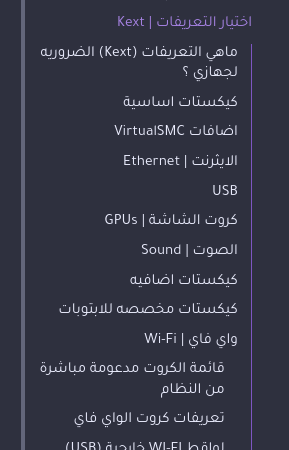 اختيار التعريفات | Kext
ماهي التعريفات (Kext) الضروريه
لجهازي ؟
كيكستات اساسية
اضافات VirtualSMC
الايثرنت | Ethernet
USB
كروت الشاشة | GPUs
الصوت | Sound
كيكستات اضافيه
كيكستات مخصصه للابتوبات
واي فاي | Wi-Fi
قائمة الكروت مدعومة مباشرة
من النظام
تعريفات كروت الواي فاي
لواقط WI-FI خارجية (USB)